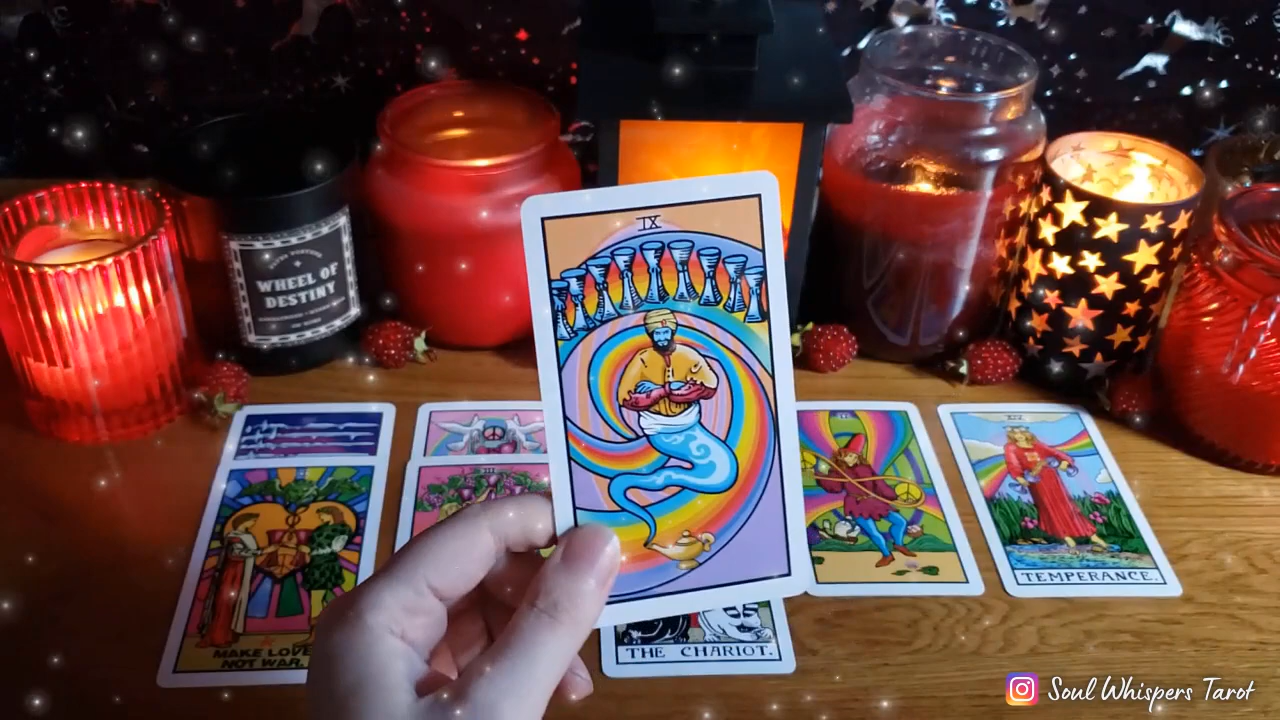 IX
WHEEL OF
DESTINY
MAKE LOVE
NOT WAR.
THE CHARIOT.
TEMPERANCE.
Soul Whispers Tarot